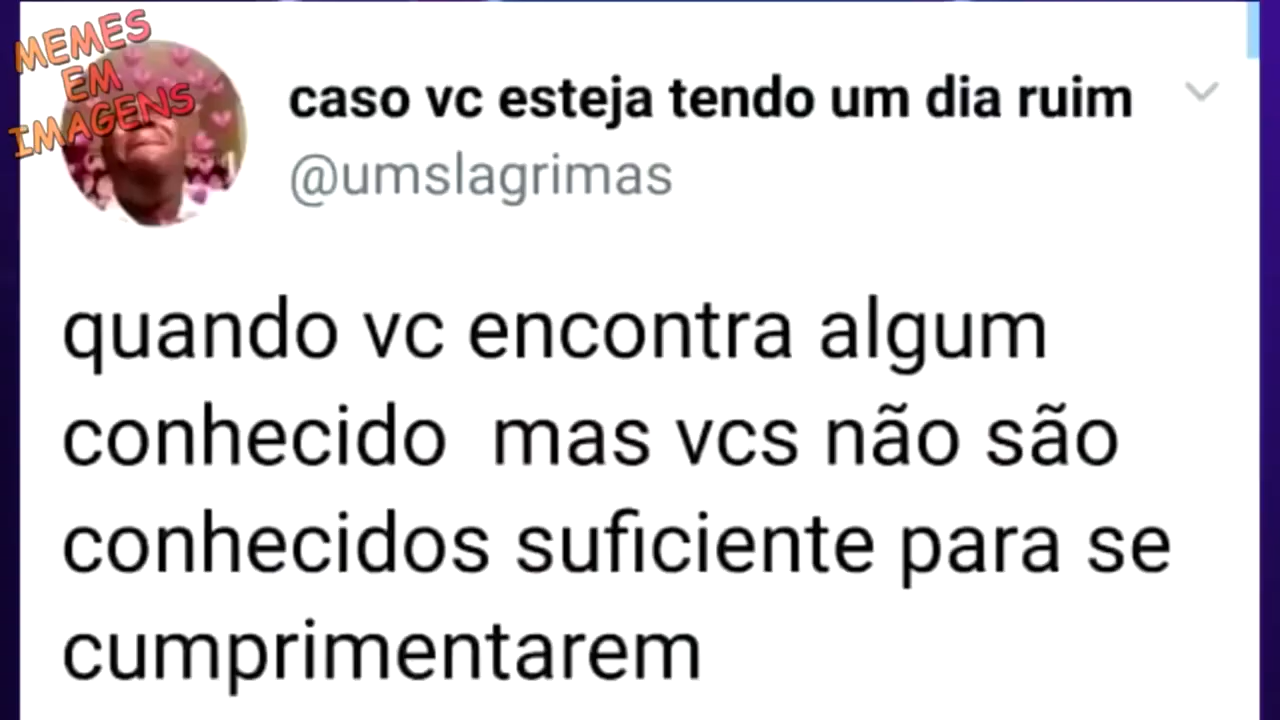 MEMES
EM
IMAGENS
caso vc esteja tendo um dia ruim
@umslagrimas
quando vc encontra algum
conhecido mas vcs não são
conhecidos suficiente para se
cumprimentarem